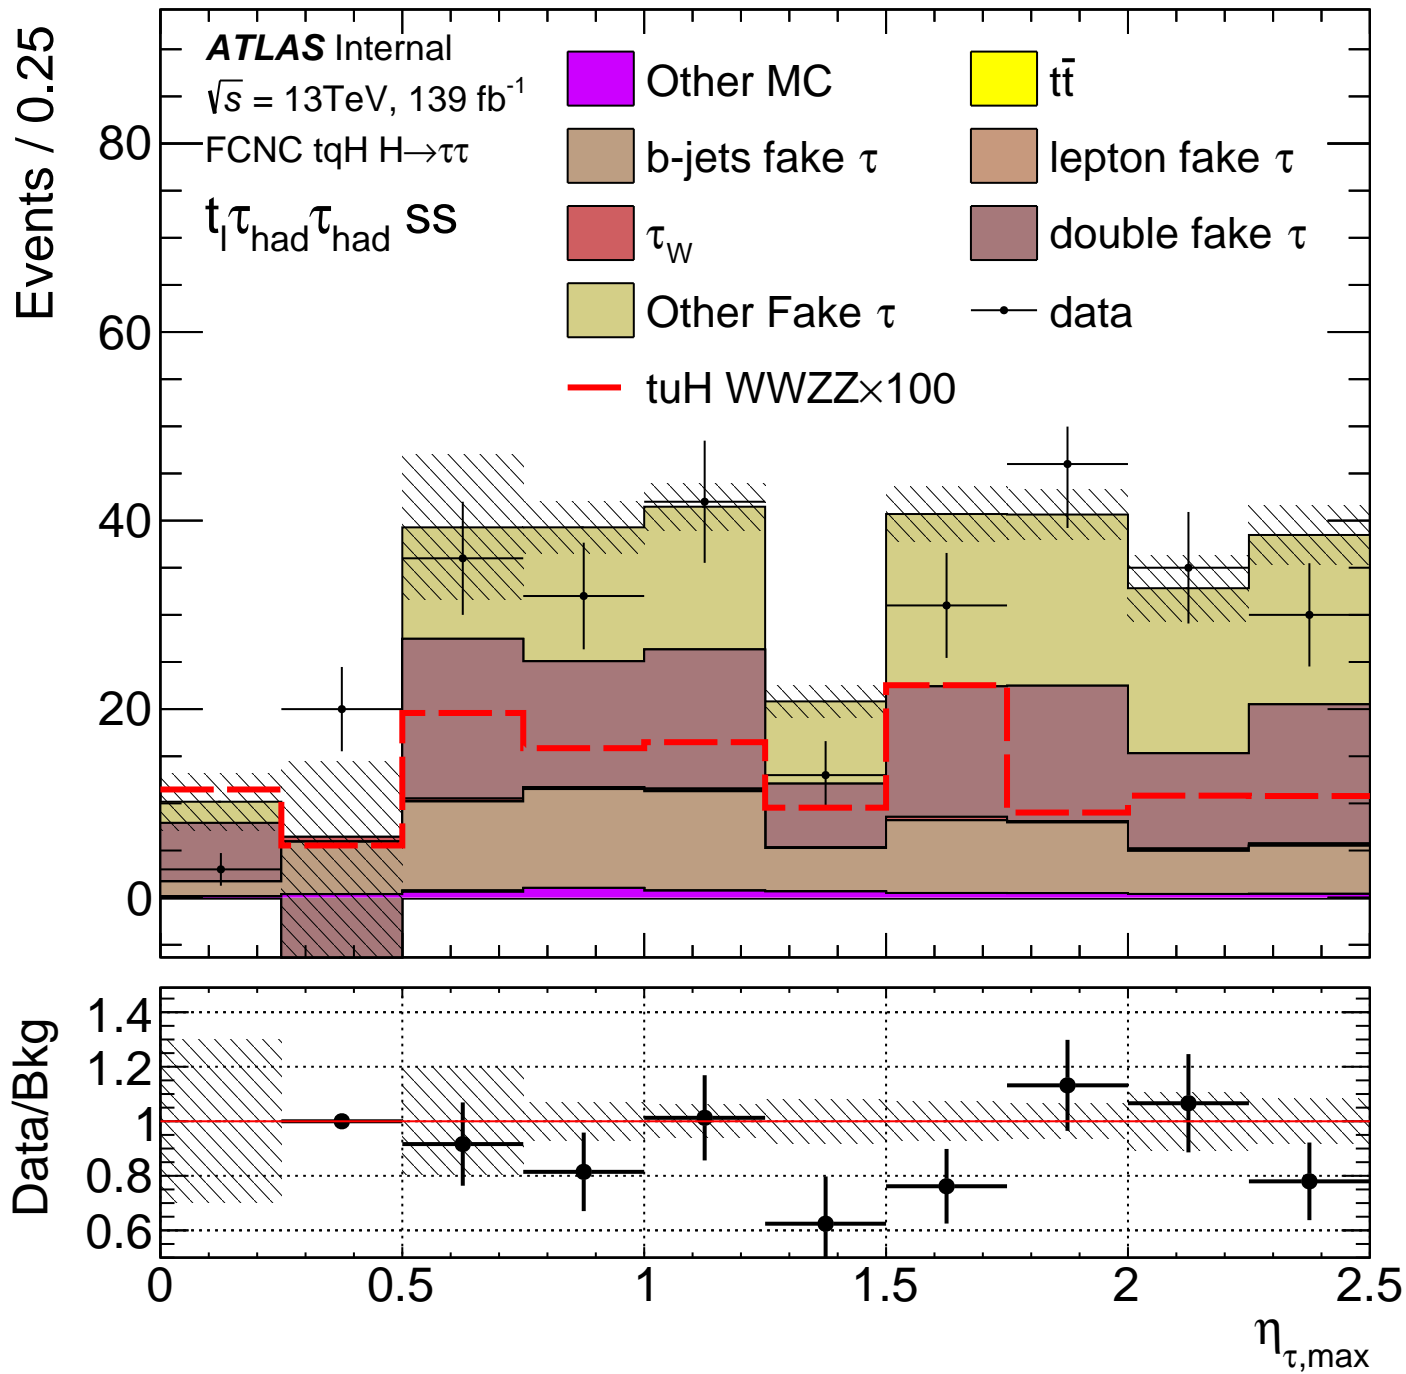 ATLAS Internal
√s = 13TeV, 139 fb⁻¹
FCNC tqH H→ττ
tₗτ_hadτ_had SS
Other MC
tt̄
b-jets fake τ
lepton fake τ
τ_W
double fake τ
Other Fake τ
data
tuH WWZZ×100
Events / 0.25
80
60
40
20
0
Data/Bkg
1.4
1.2
1
0.8
0.6
0
0.5
1
1.5
2
2.5
η_τ,max